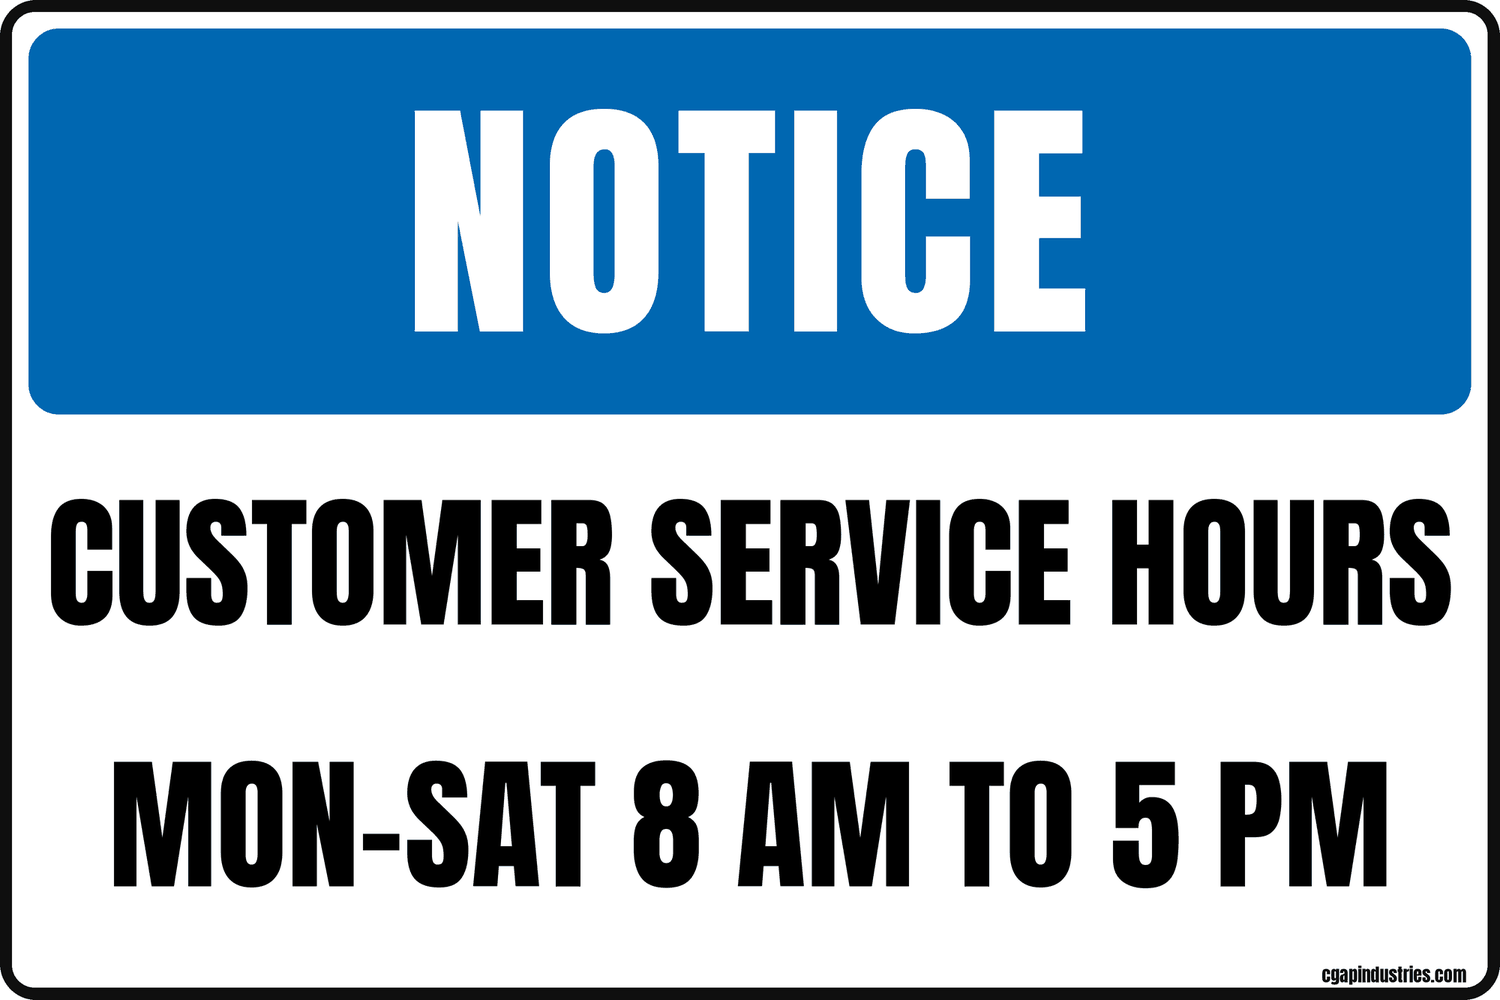 NOTICE
CUSTOMER SERVICE HOURS
MON-SAT 8 AM TO 5 PM
cgapindustries.com